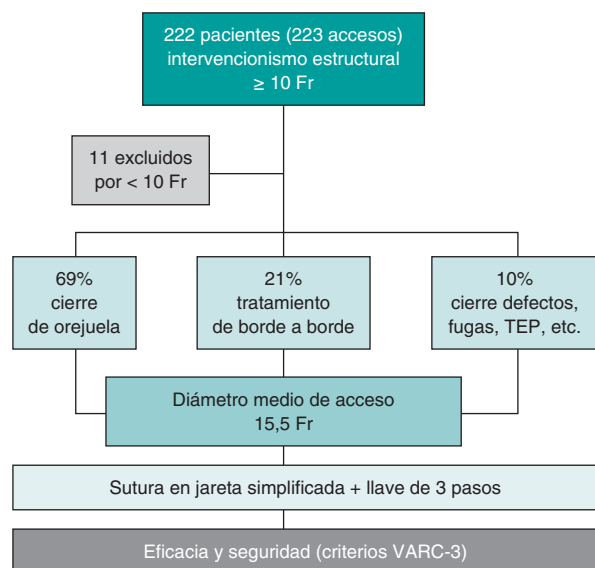 222 pacientes (223 accesos)
intervencionismo estructural
≥ 10 Fr
11 excluidos
por < 10 Fr
69%
cierre
de orejuela
21%
tratamiento
de borde a borde
10%
cierre defectos,
fugas, TEP, etc.
Diámetro medio de acceso
15,5 Fr
Sutura en jareta simplificada + llave de 3 pasos
Eficacia y seguridad (criterios VARC-3)